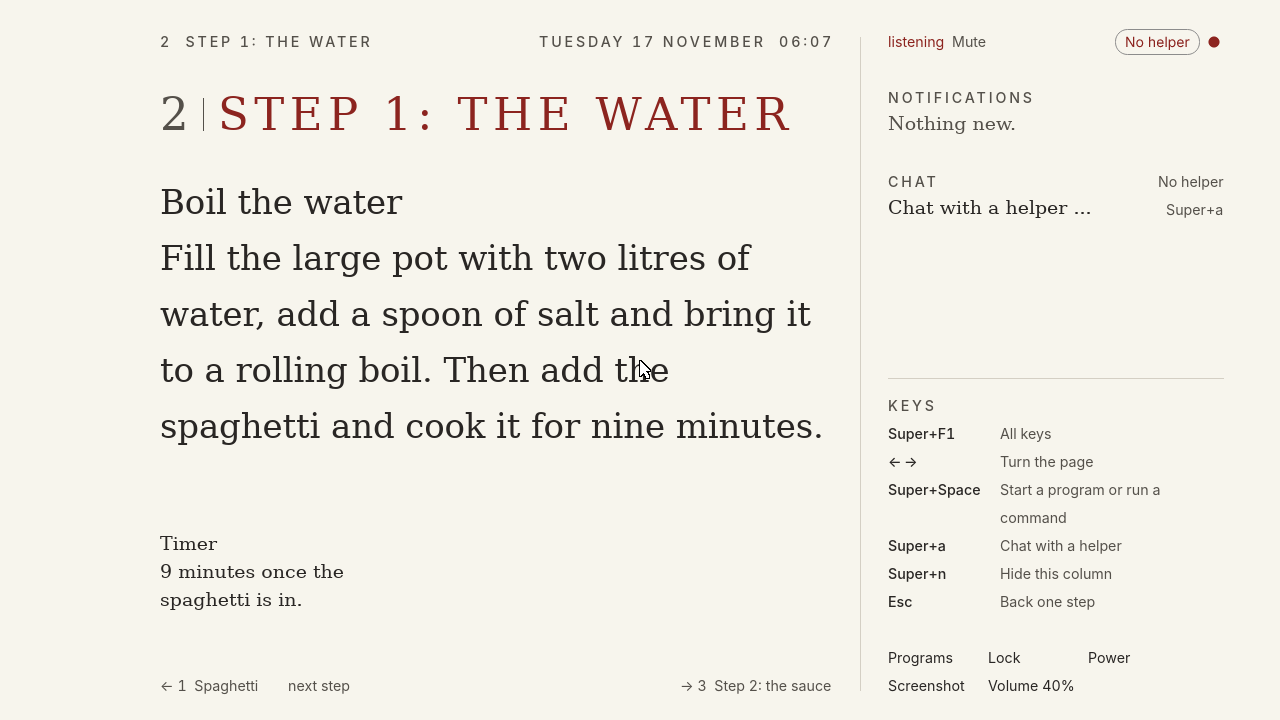 2 STEP 1: THE WATER
TUESDAY 17 NOVEMBER 06:07
2 STEP 1: THE WATER
Boil the water
Fill the large pot with two litres of
water, add a spoon of salt and bring it
to a rolling boil. Then add the
spaghetti and cook it for nine minutes.
Timer
9 minutes once the
spaghetti is in.
← 1 Spaghetti next step → 3 Step 2: the sauce
listening Mute No helper
NOTIFICATIONS
Nothing new.
CHAT No helper
Chat with a helper ... Super+a
KEYS
Super+F1 All keys
← → Turn the page
Super+Space Start a program or run a
command
Super+a Chat with a helper
Super+n Hide this column
Esc Back one step
Programs Lock Power
Screenshot Volume 40%